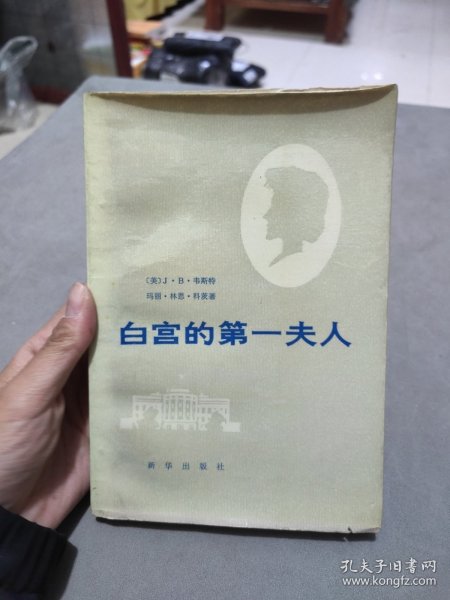 〔美〕J·B·韦斯特
玛丽·林恩·科茨著
白宫的第一夫人
新华出版社
孔夫子旧书网
www.kongfz.com